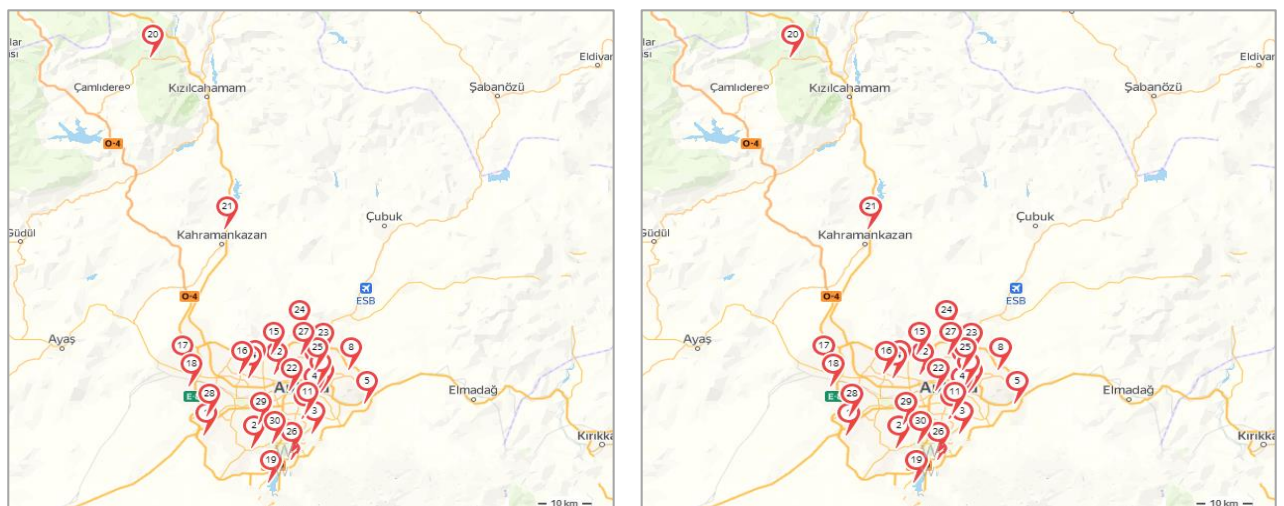 20
lar
ısı
Eldivan
Çamlıdere
Kızılcahamam
Şabanözü
O-4
21
Çubuk
Güdül
Kahramankazan
O-4
ESB
24
15
27
23
17
16
2
25
8
Ayaş
18
22
4
5
28
11
Elmadağ
29
3
2
30
26
Kırıkka
19
10 km
20
lar
ısı
Eldivan
Çamlıdere
Kızılcahamam
Şabanözü
O-4
21
Çubuk
Güdül
Kahramankazan
O-4
ESB
24
15
27
23
17
16
2
25
8
Ayaş
18
22
4
5
28
11
Elmadağ
29
3
2
30
26
Kırıkka
19
10 km